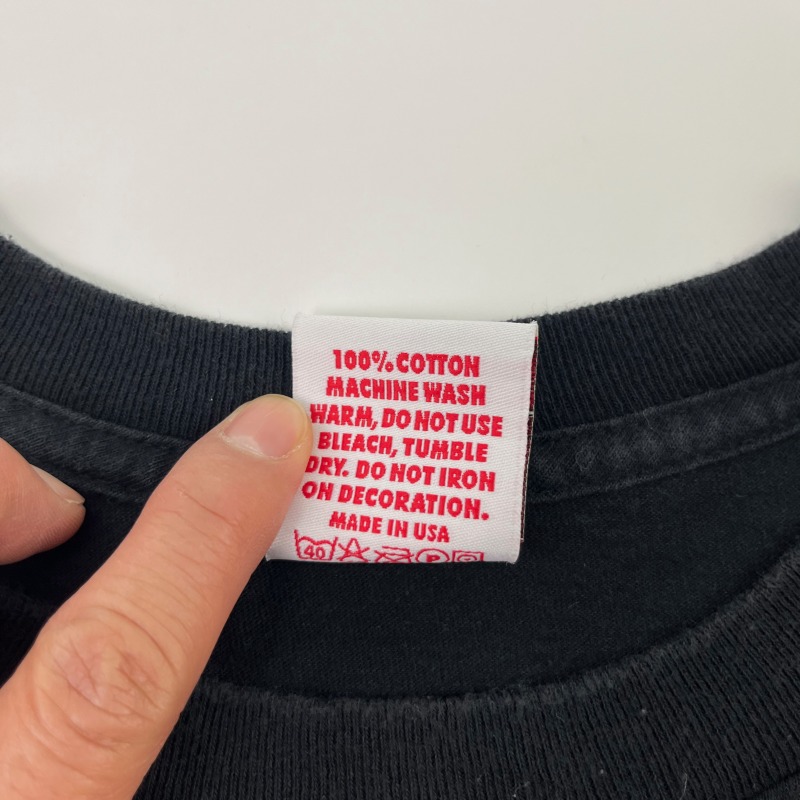 100% COTTON
MACHINE WASH
WARM, DO NOT USE
BLEACH, TUMBLE
DRY. DO NOT IRON
ON DECORATION.
MADE IN USA
40 P